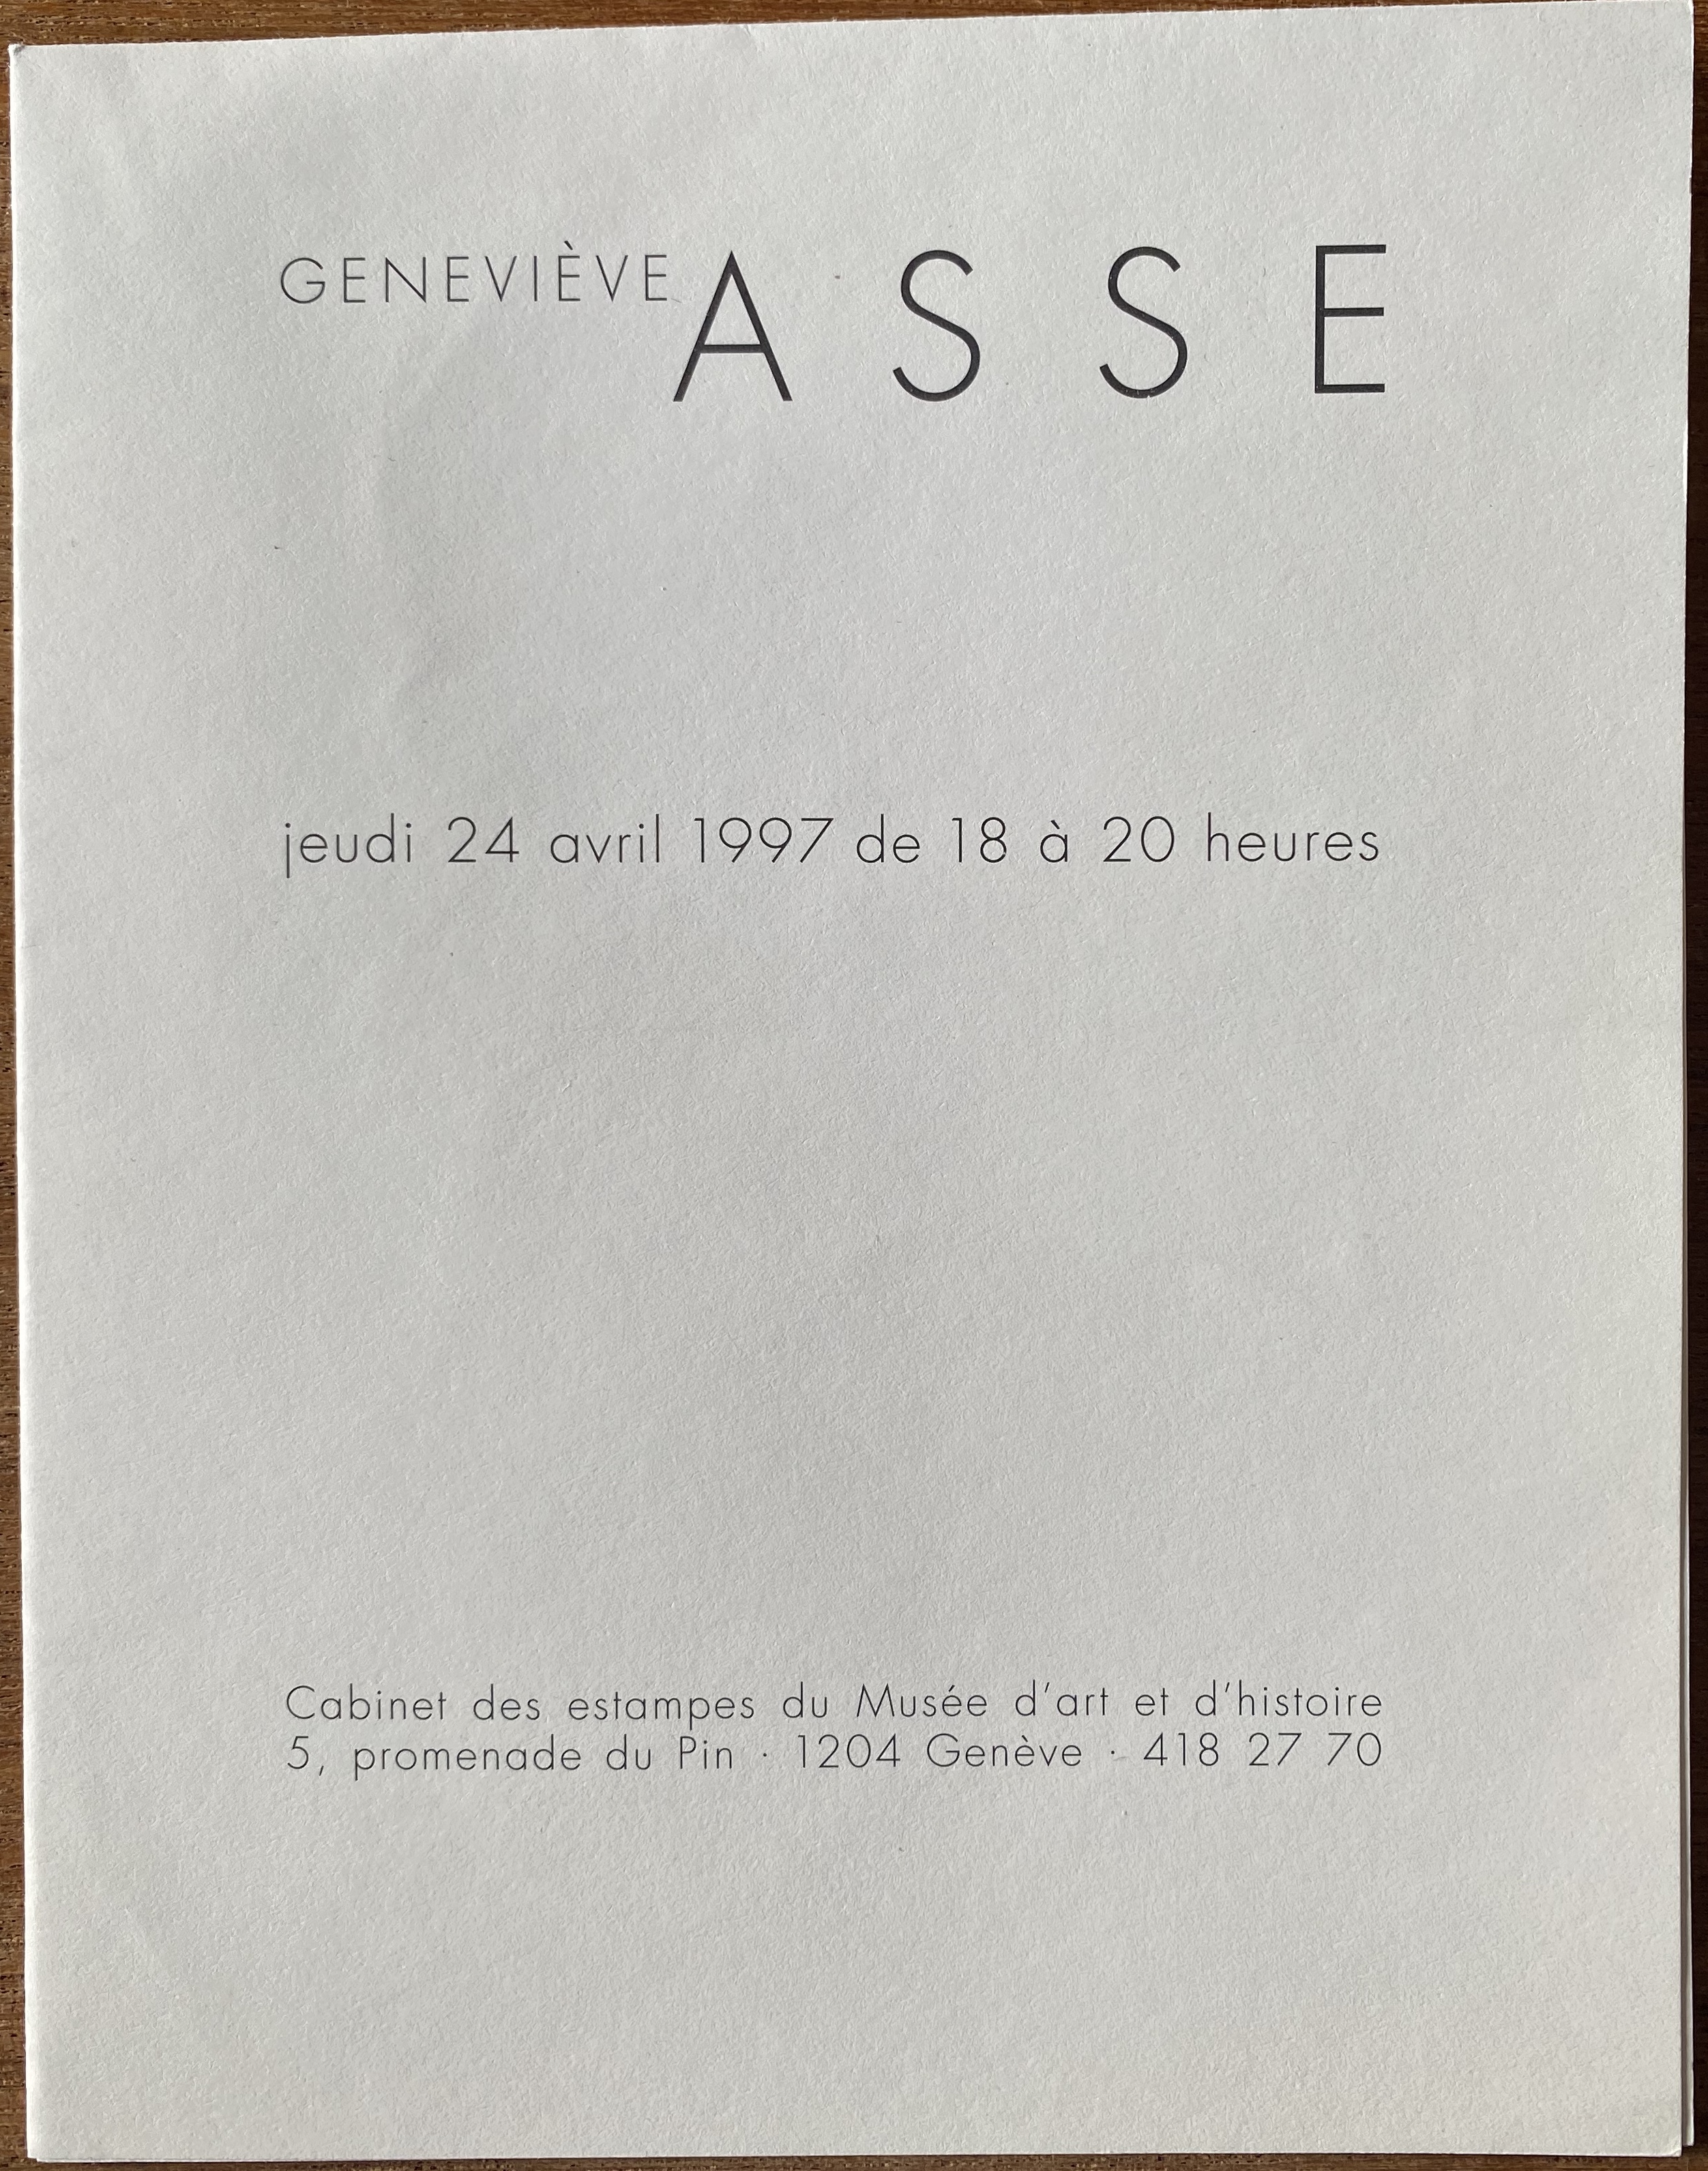 GENEVIÈVE ASSE
jeudi 24 avril 1997 de 18 à 20 heures
Cabinet des estampes du Musée d'art et d'histoire
5, promenade du Pin · 1204 Genève · 418 27 70